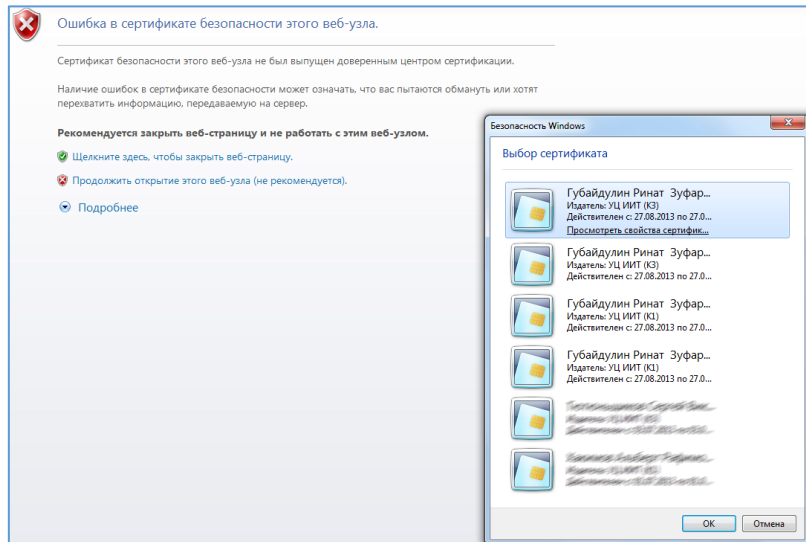 Ошибка в сертификате безопасности этого веб-узла.
Сертификат безопасности этого веб-узла не был выпущен доверенным центром сертификации.
Наличие ошибок в сертификате безопасности может означать, что вас пытаются обмануть или хотят
перехватить информацию, передаваемую на сервер.
Рекомендуется закрыть веб-страницу и не работать с этим веб-узлом.
Щелкните здесь, чтобы закрыть веб-страницу.
Продолжить открытие этого веб-узла (не рекомендуется).
Подробнее
Безопасность Windows
Выбор сертификата
Губайдулин Ринат Зуфар...
Издатель: УЦ ИИТ (К3)
Действителен с: 27.08.2013 по 27.0...
Просмотреть свойства сертифик...
Губайдулин Ринат Зуфар...
Издатель: УЦ ИИТ (К3)
Действителен с: 27.08.2013 по 27.0...
Губайдулин Ринат Зуфар...
Издатель: УЦ ИИТ (К1)
Действителен с: 27.08.2013 по 27.0...
Губайдулин Ринат Зуфар...
Издатель: УЦ ИИТ (К1)
Действителен с: 27.08.2013 по 27.0...
ОК
Отмена